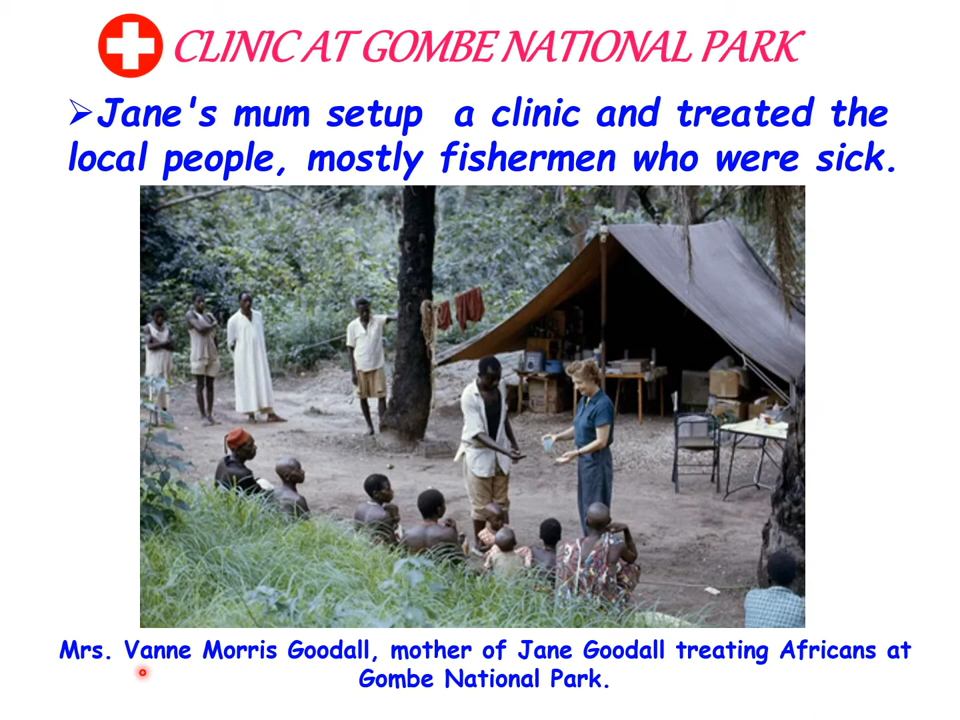 CLINIC AT GOMBE NATIONAL PARK
➢Jane's mum setup a clinic and treated the
local people, mostly fishermen who were sick.
Mrs. Vanne Morris Goodall, mother of Jane Goodall treating Africans at
Gombe National Park.